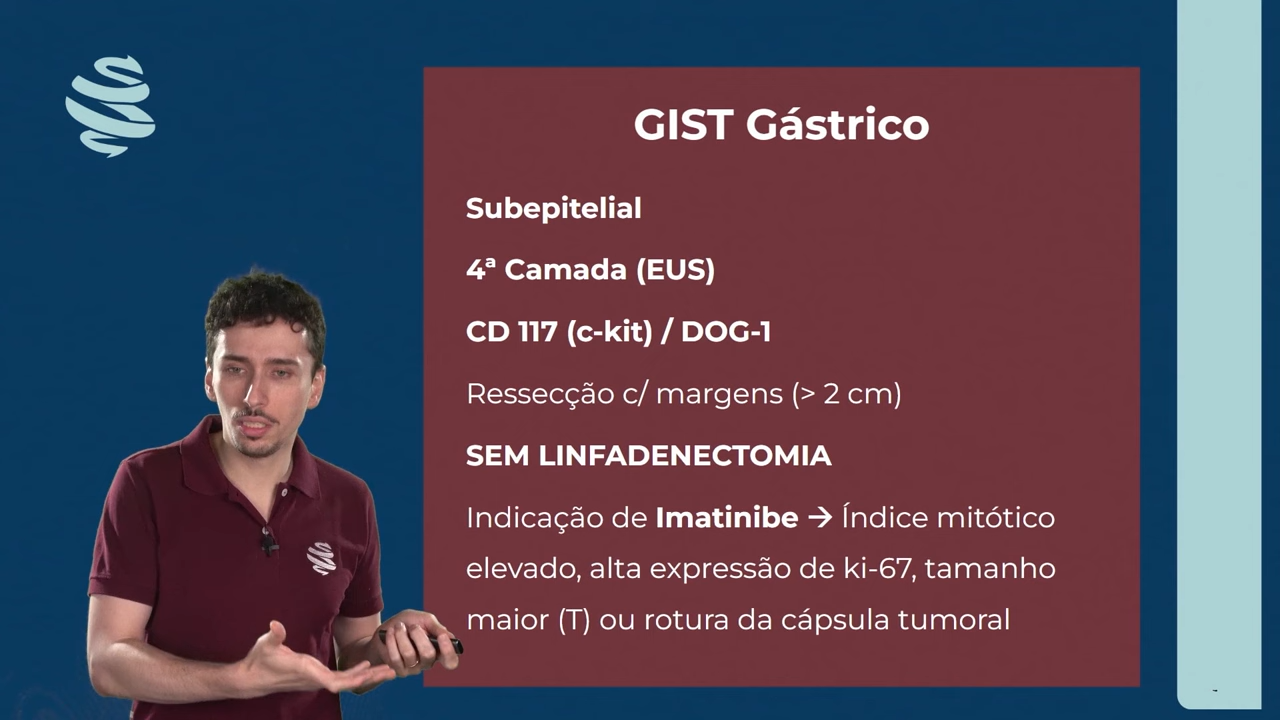 GIST Gástrico
Subepitelial
4ª Camada (EUS)
CD 117 (c-kit) / DOG-1
Ressecção c/ margens (> 2 cm)
SEM LINFADENECTOMIA
Indicação de Imatinibe → Índice mitótico
elevado, alta expressão de ki-67, tamanho
maior (T) ou rotura da cápsula tumoral